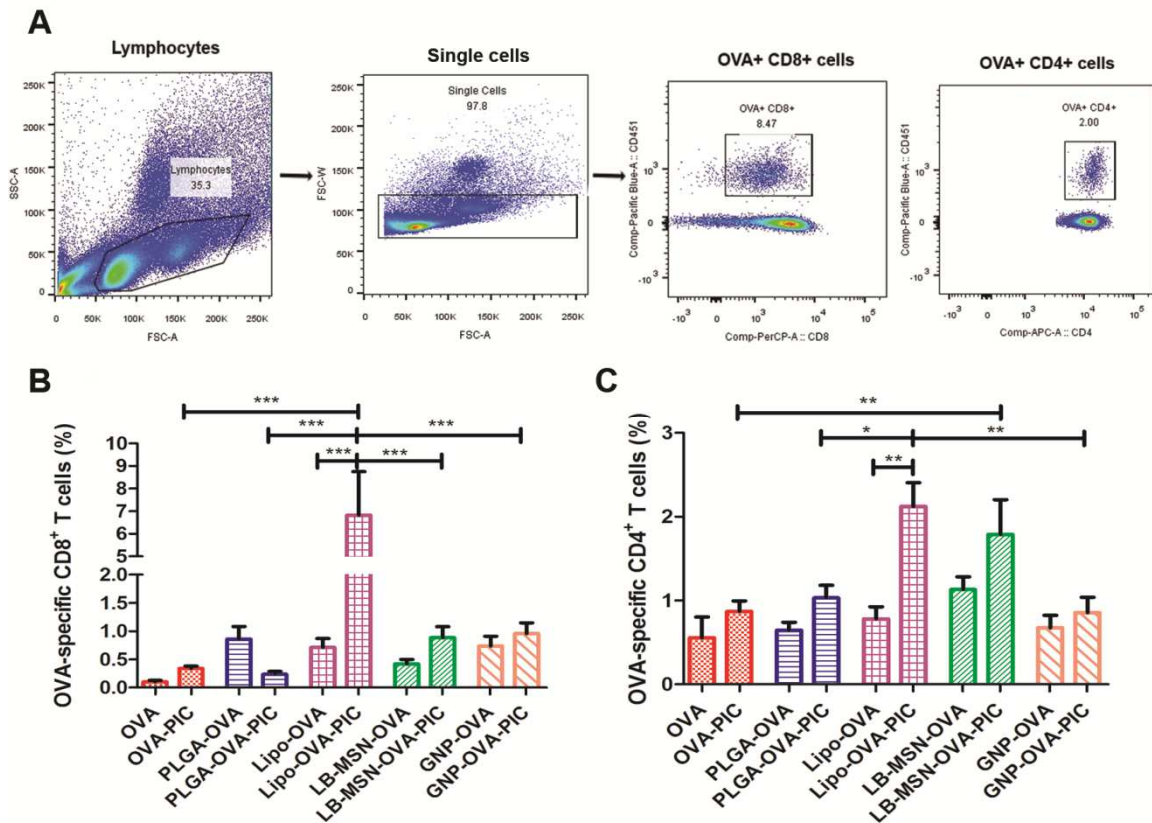 A
Lymphocytes
Single cells
OVA+ CD8+ cells
OVA+ CD4+ cells
250K
200K
150K
100K
50K
0
SSC-A
Lymphocytes
35.3
0 50K 100K 150K 200K 250K
FSC-A
250K
200K
150K
100K
50K
0
FSC-W
Single Cells
97.8
0 50K 100K 150K 200K 250K
FSC-A
Comp-Pacific Blue-A :: CD451
10³
0
-10³
OVA+ CD8+
8.47
-10³ 0 10³ 10⁴ 10⁵
Comp-PerCP-A :: CD8
Comp-Pacific Blue-A :: CD451
10³
0
-10³
OVA+ CD4+
2.00
-10³ 0 10³ 10⁴ 10⁵
Comp-APC-A :: CD4
B
OVA-specific CD8⁺ T cells (%)
10
9
8
7
6
5
2.0
1.5
1.0
0.5
0.0
***
*** ***
*** ***
OVA
OVA-PIC
PLGA-OVA
PLGA-OVA-PIC
Lipo-OVA
Lipo-OVA-PIC
LB-MSN-OVA
LB-MSN-OVA-PIC
GNP-OVA
GNP-OVA-PIC
C
OVA-specific CD4⁺ T cells (%)
3
2
1
0
**
* **
**
OVA
OVA-PIC
PLGA-OVA
PLGA-OVA-PIC
Lipo-OVA
Lipo-OVA-PIC
LB-MSN-OVA
LB-MSN-OVA-PIC
GNP-OVA
GNP-OVA-PIC